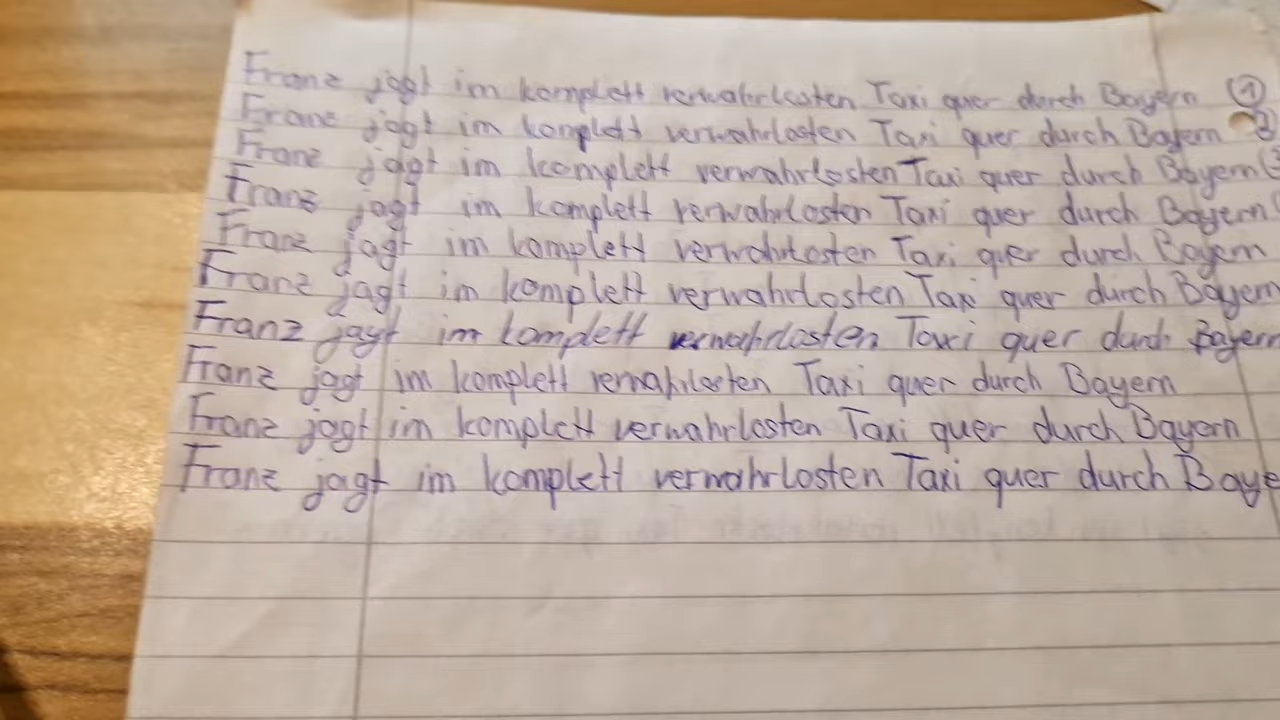 Franz jagt im komplett verwahrlosten Taxi quer durch Bayern ①
Franz jagt im komplett verwahrlosten Taxi quer durch Bayern
Franz jagt im komplett verwahrlosten Taxi quer durch Bayern
Franz jagt im komplett verwahrlosten Taxi quer durch Bayern
Franz jagt im komplett verwahrlosten Taxi quer durch Bayern
Franz jagt im komplett verwahrlosten Taxi quer durch Bayern
Franz jagt im komplett verwahrlosten Taxi quer durch Bayern
Franz jagt im komplett verwahrlosten Taxi quer durch Bayern
Franz jagt im komplett verwahrlosten Taxi quer durch Bayern
Franz jagt im komplett verwahrlosten Taxi quer durch Baye